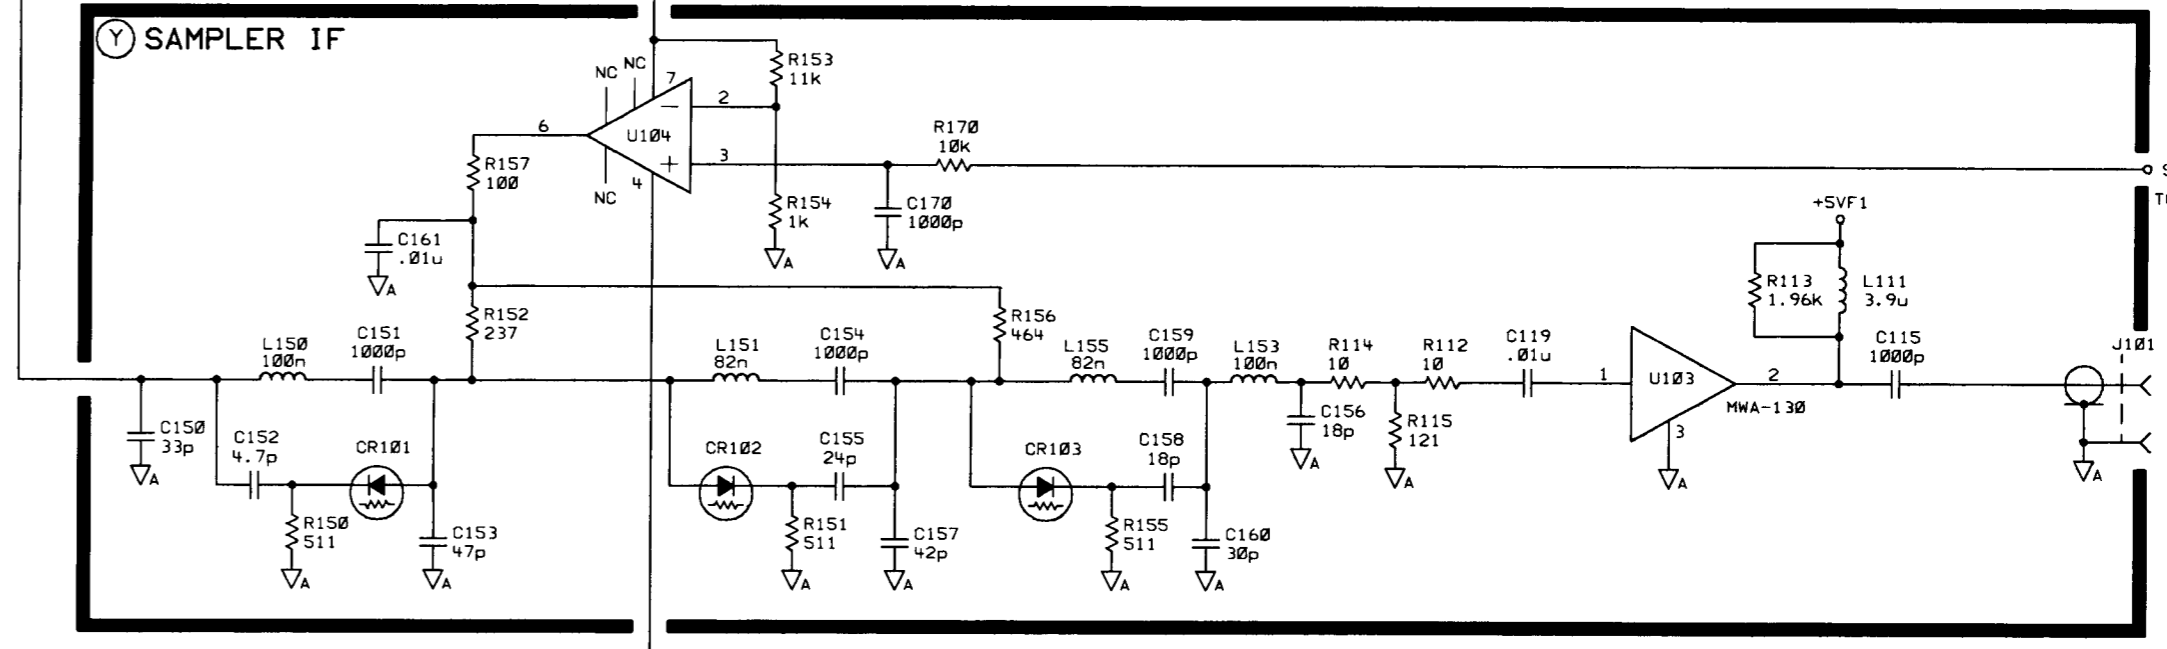 Y SAMPLER IF
R153
11k
NC
NC
7
2
6
U104
3
4
NC
R170
10k
R157
100
R154
1k
A
C170
1000p
A
S
T
+5VF1
C161
.01u
A
R113
1.96k
L111
3.9u
R152
237
R156
464
L150
100n
C151
1000p
L151
82n
C154
1000p
L155
82n
C159
1000p
L153
100n
R114
10
R112
10
C119
.01u
C115
1000p
J101
1
U103
2
MWA-130
3
A
C150
33p
A
C152
4.7p
CR101
CR102
C155
24p
CR103
C158
18p
C156
18p
A
R115
121
A
A
R150
511
A
C153
47p
A
R151
511
A
C157
42p
A
R155
511
A
C160
30p
A